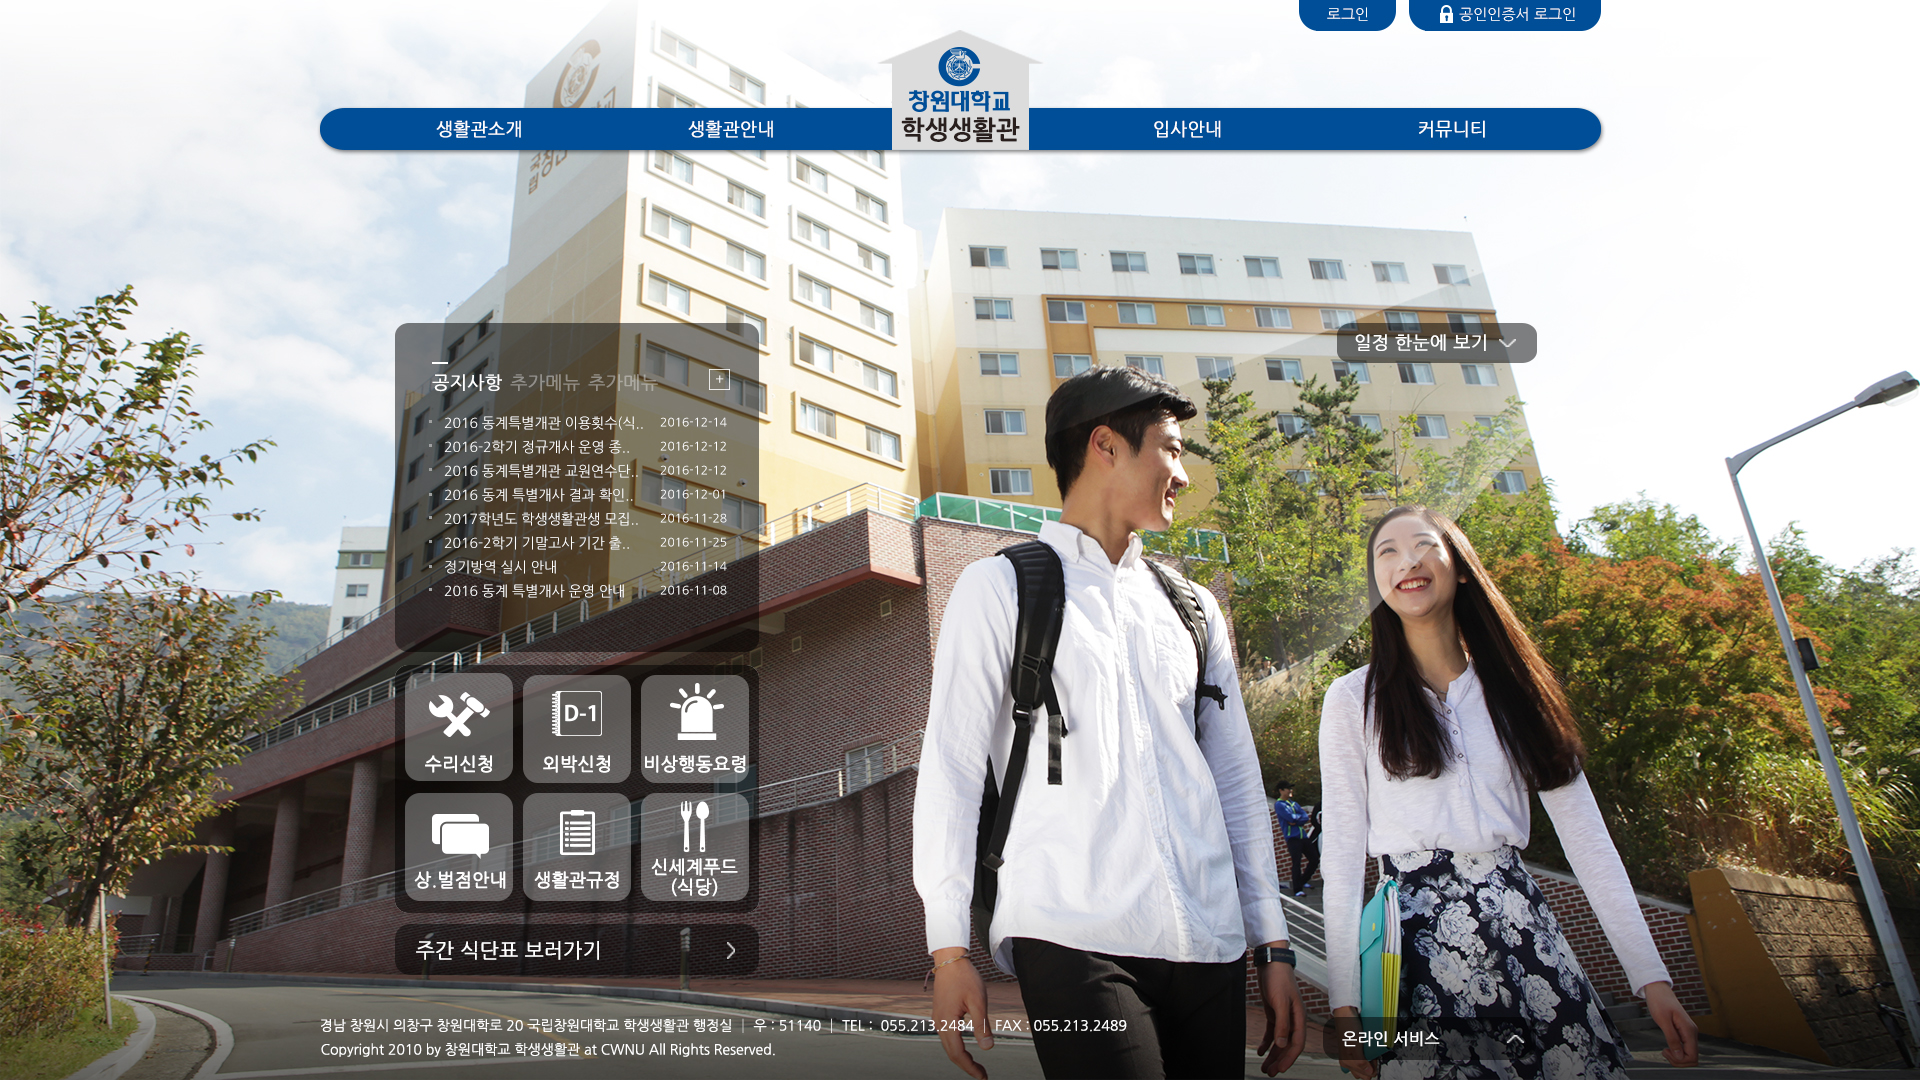 로그인
공인인증서 로그인
창원대학교
학생생활관
생활관소개
생활관안내
입사안내
커뮤니티
일정 한눈에 보기
공지사항 추가메뉴 추가메뉴 +
2016 동계특별개관 이용횟수(식.. 2016-12-14
2016-2학기 정규개사 운영 종.. 2016-12-12
2016 동계특별개관 교원연수단.. 2016-12-12
2016 동계 특별개사 결과 확인.. 2016-12-01
2017학년도 학생생활관생 모집.. 2016-11-28
2016-2학기 기말고사 기간 출.. 2016-11-25
정기방역 실시 안내 2016-11-14
2016 동계 특별개사 운영 안내 2016-11-08
D-1
수리신청
외박신청
비상행동요령
상.벌점안내
생활관규정
신세계푸드
(식당)
주간 식단표 보러가기
경남 창원시 의창구 창원대학로 20 국립창원대학교 학생생활관 행정실 | 우 : 51140 | TEL : 055.213.2484 | FAX : 055.213.2489
Copyright 2010 by 창원대학교 학생생활관 at CWNU All Rights Reserved.
온라인 서비스